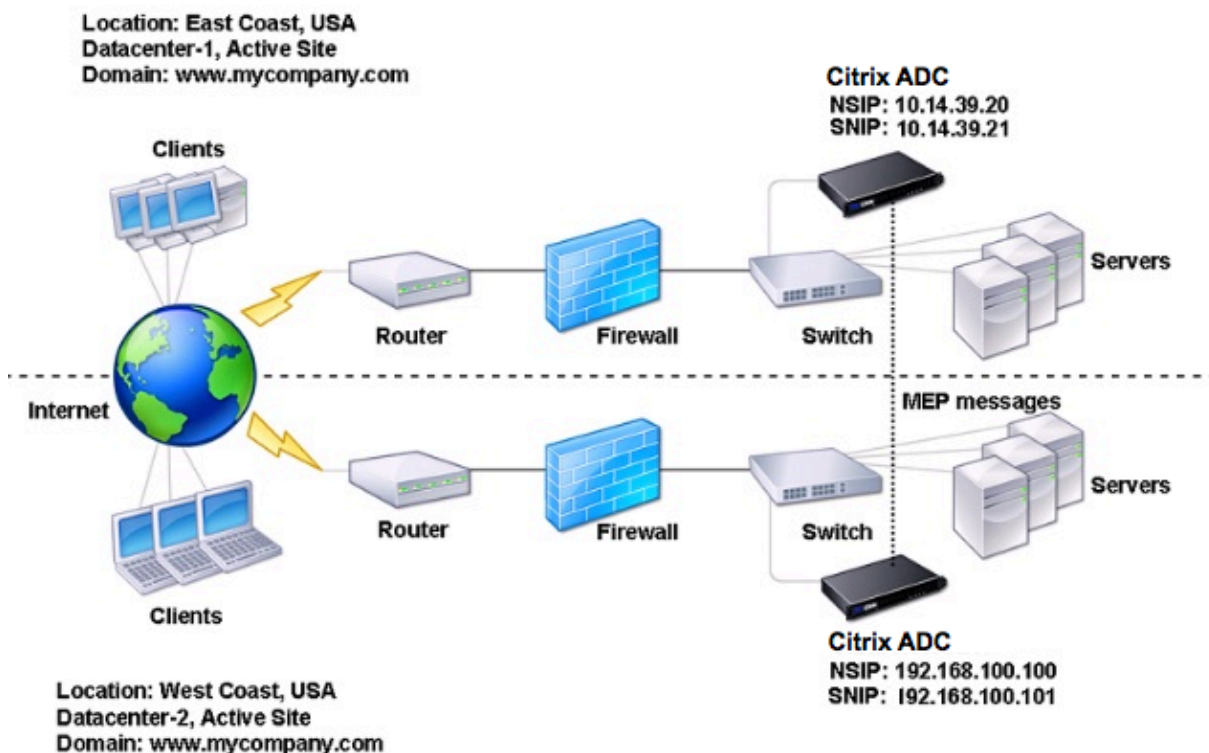 Location: East Coast, USA
Datacenter-1, Active Site
Domain: www.mycompany.com
Citrix ADC
NSIP: 10.14.39.20
SNIP: 10.14.39.21
Clients
Servers
Router
Firewall
Switch
Internet
MEP messages
Servers
Router
Firewall
Switch
Clients
Citrix ADC
NSIP: 192.168.100.100
SNIP: 192.168.100.101
Location: West Coast, USA
Datacenter-2, Active Site
Domain: www.mycompany.com